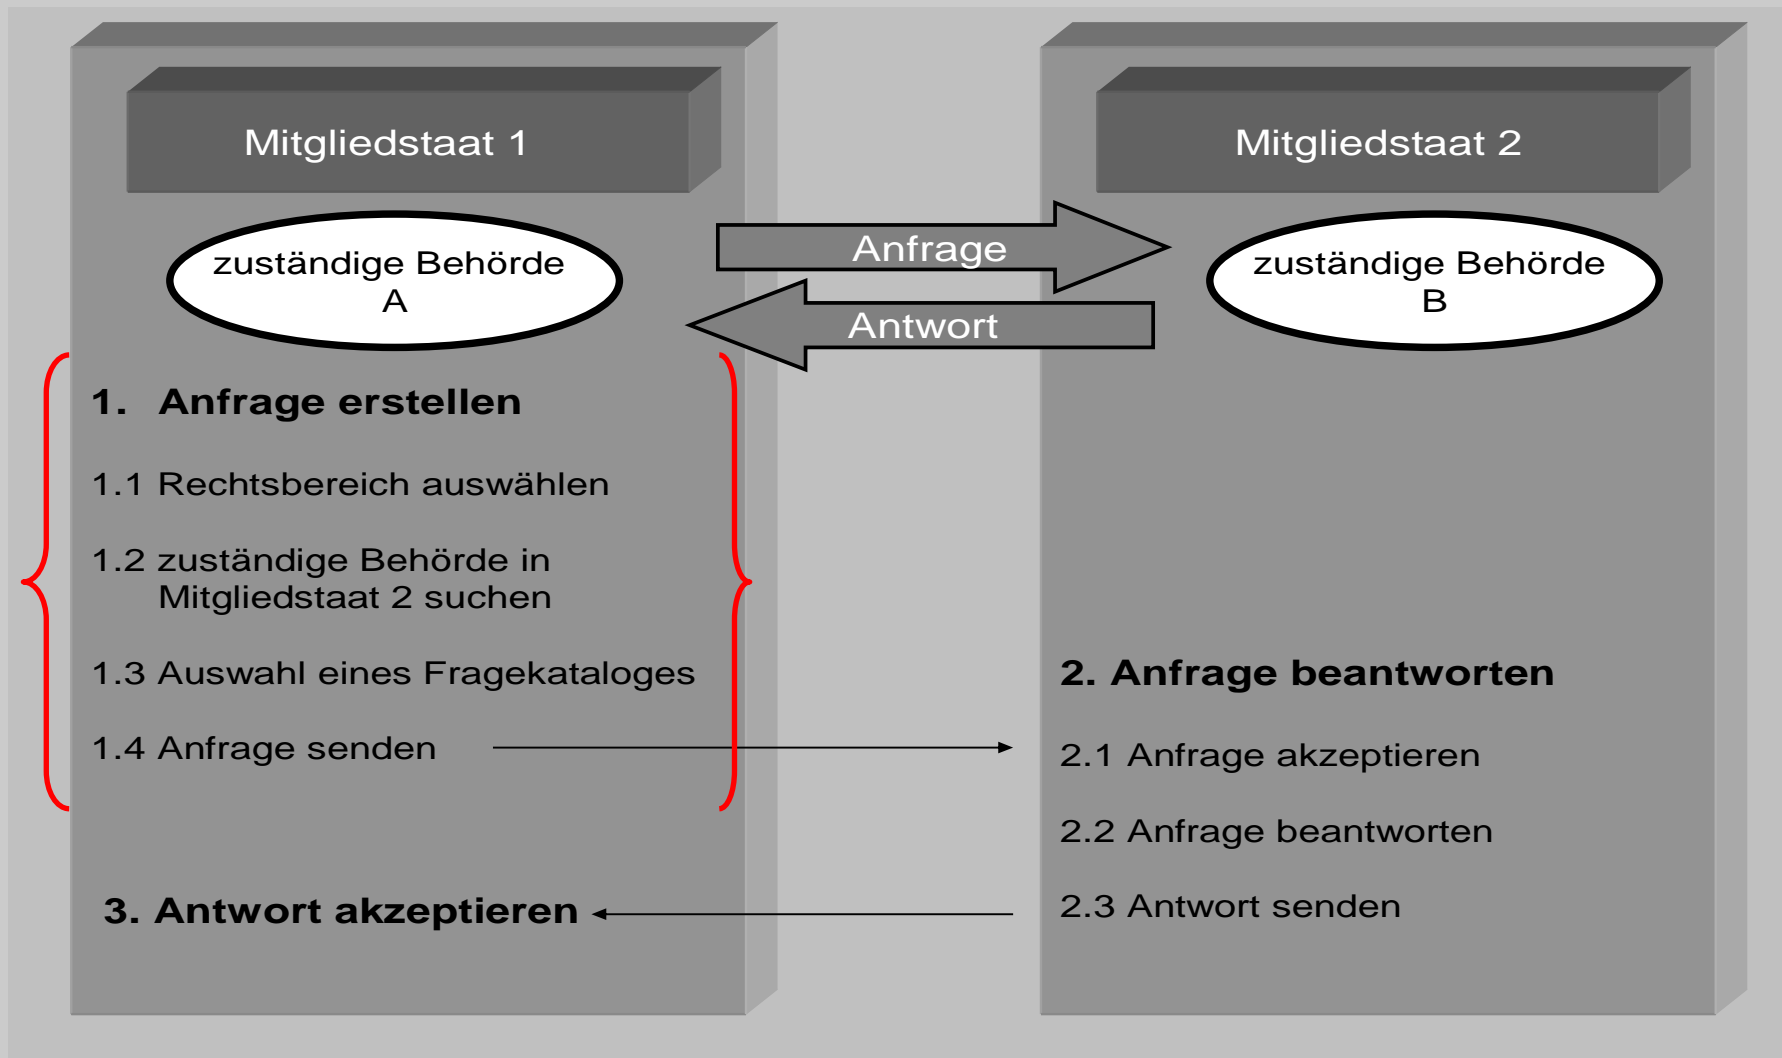 Mitgliedstaat 1
zuständige Behörde
A
1. Anfrage erstellen
1.1 Rechtsbereich auswählen
1.2 zuständige Behörde in
Mitgliedstaat 2 suchen
1.3 Auswahl eines Fragekataloges
1.4 Anfrage senden
3. Antwort akzeptieren
Anfrage
Antwort
Mitgliedstaat 2
zuständige Behörde
B
2. Anfrage beantworten
2.1 Anfrage akzeptieren
2.2 Anfrage beantworten
2.3 Antwort senden